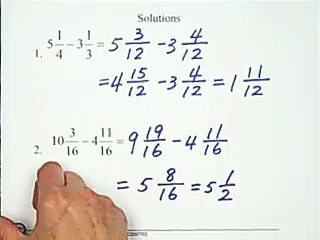 Solutions
1. 5 1/4 - 3 1/3 = 5 3/12 - 3 4/12
= 4 15/12 - 3 4/12 = 1 11/12
2. 10 3/16 - 4 11/16 = 9 19/16 - 4 11/16
= 5 8/16 = 5 1/2
CENTRE